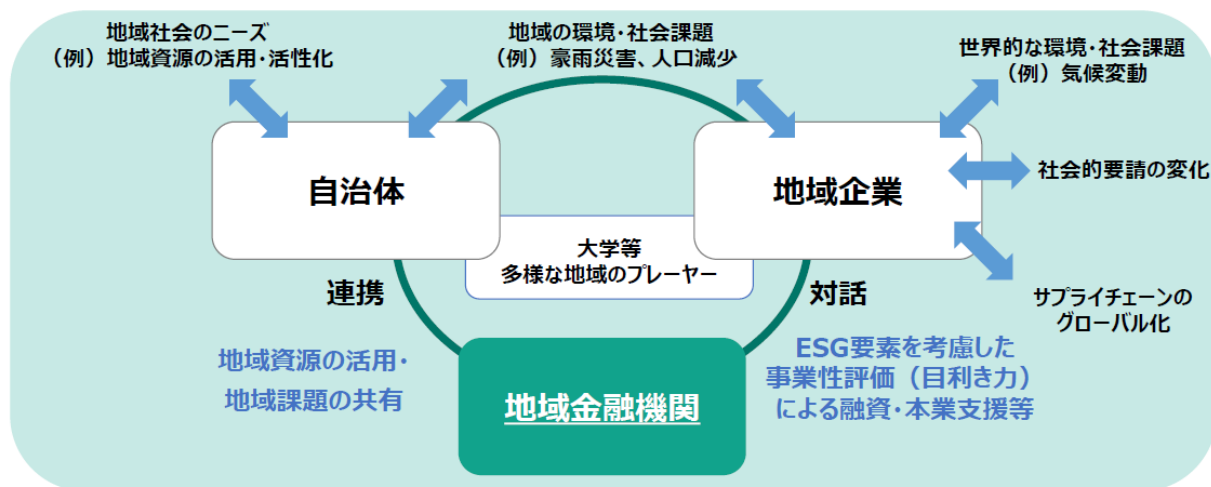 地域社会のニーズ
（例）地域資源の活用・活性化
地域の環境・社会課題
（例）豪雨災害、人口減少
世界的な環境・社会課題
（例）気候変動
自治体
地域企業
社会的要請の変化
大学等
多様な地域のプレーヤー
連携
対話
サプライチェーンの
グローバル化
地域資源の活用・
地域課題の共有
ESG要素を考慮した
事業性評価（目利き力）
による融資・本業支援等
地域金融機関